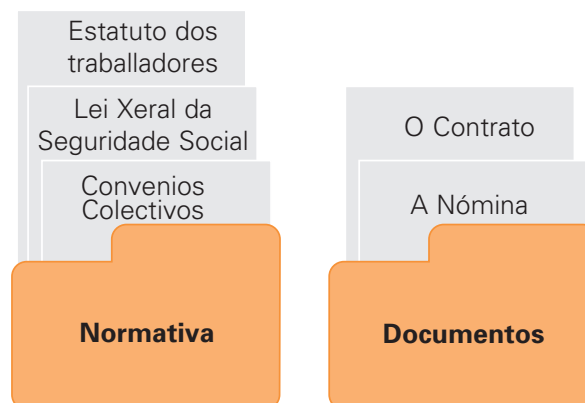 Estatuto dos
traballadores
Lei Xeral da
Seguridade Social
Convenios
Colectivos
Normativa
O Contrato
A Nómina
Documentos